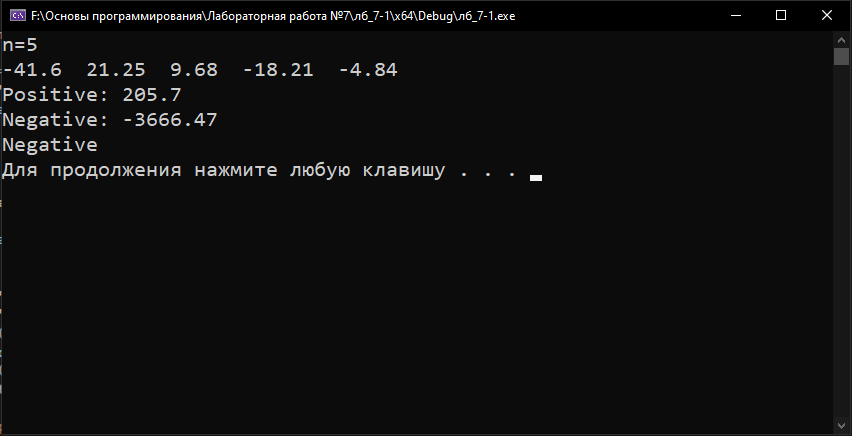 F:\Основы программирования\Лабораторная работа №7\лб_7-1\x64\Debug\лб_7-1.exe
n=5
-41.6  21.25  9.68  -18.21  -4.84
Positive: 205.7
Negative: -3666.47
Negative
Для продолжения нажмите любую клавишу . . .